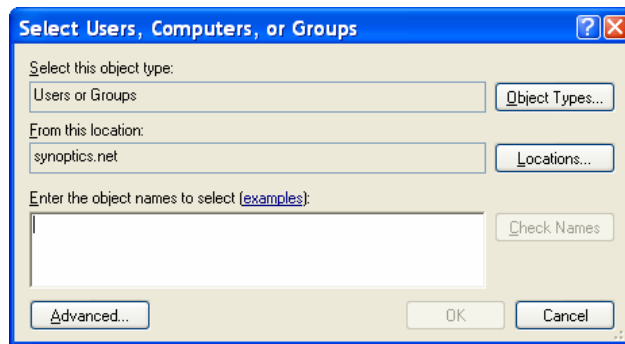 Select Users, Computers, or Groups
Select this object type:
Users or Groups
Object Types...
From this location:
synoptics.net
Locations...
Enter the object names to select (examples):
Check Names
Advanced...
OK
Cancel